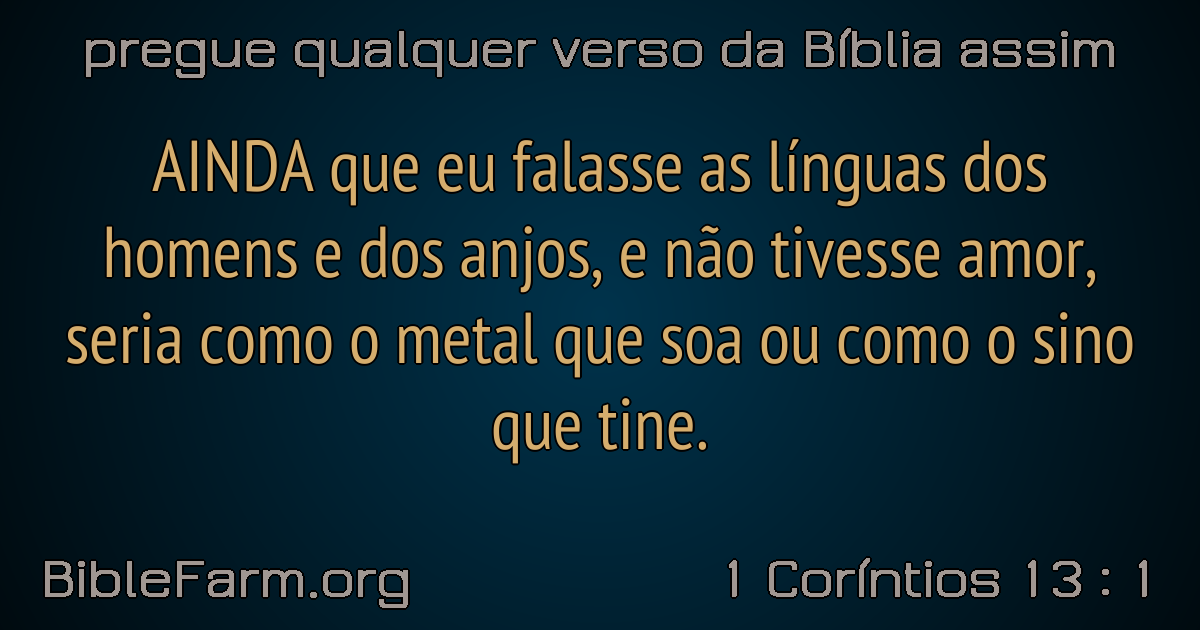 pregue qualquer verso da Bíblia assim
AINDA que eu falasse as línguas dos
homens e dos anjos, e não tivesse amor,
seria como o metal que soa ou como o sino
que tine.
BibleFarm.org
1 Coríntios 13 : 1